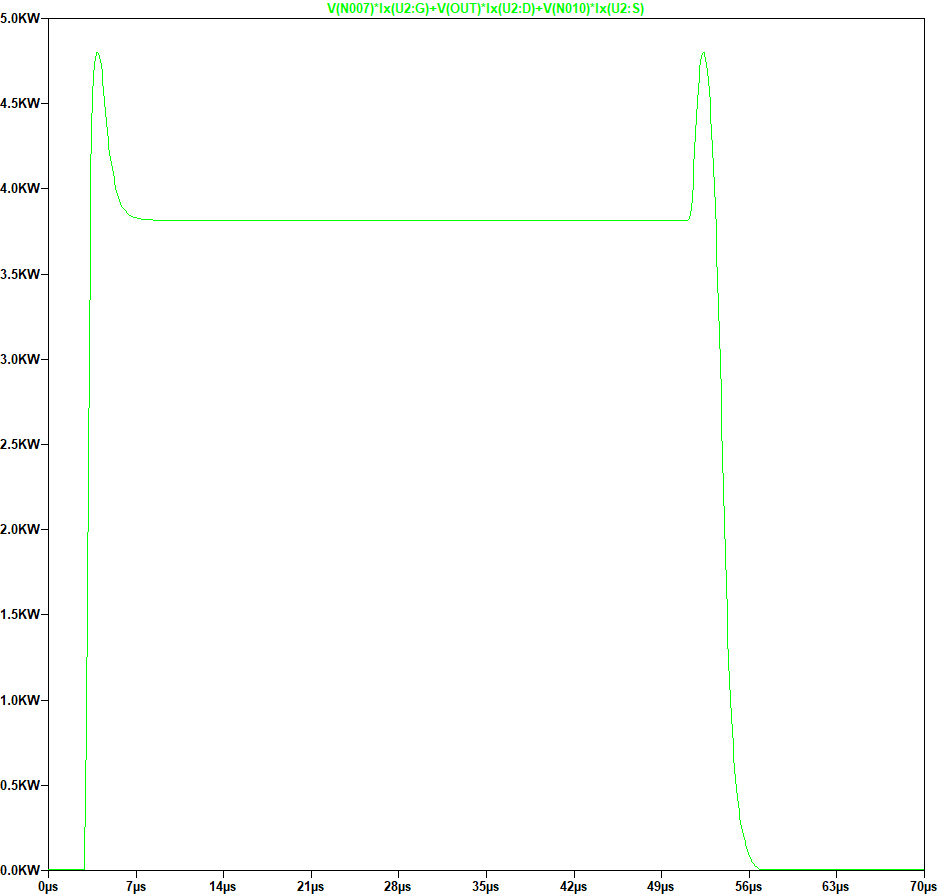 V(N007)*Ix(U2:G)+V(OUT)*Ix(U2:D)+V(N010)*Ix(U2:S)
5.0KW
4.5KW
4.0KW
3.5KW
3.0KW
2.5KW
2.0KW
1.5KW
1.0KW
0.5KW
0.0KW
0µs 7µs 14µs 21µs 28µs 35µs 42µs 49µs 56µs 63µs 70µs